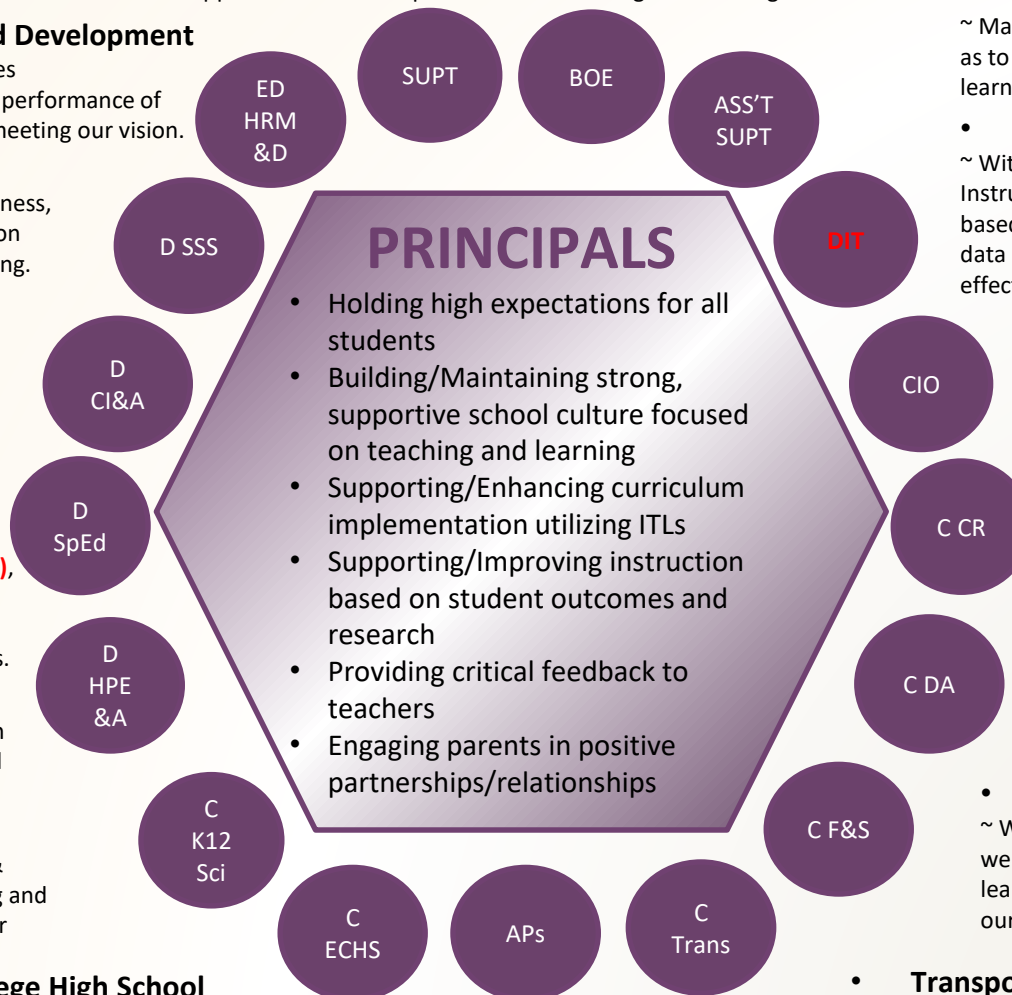 d Development
es
performance of
meeting our vision.
ness,
on
ng.
),
s.
n
g and
r
ege High School
SUPT
BOE
ED
HRM
&D
ASS’T
SUPT
D SSS
DIT
D
CI&A
CIO
D
SpEd
C CR
D
HPE
&A
C DA
C
K12
Sci
C F&S
C
ECHS
APs
C
Trans
PRINCIPALS
• Holding high expectations for all
students
• Building/Maintaining strong,
supportive school culture focused
on teaching and learning
• Supporting/Enhancing curriculum
implementation utilizing ITLs
• Supporting/Improving instruction
based on student outcomes and
research
• Providing critical feedback to
teachers
• Engaging parents in positive
partnerships/relationships
~ Ma
as to
learn
•
~ Wit
Instru
based
data
effect
•
~ W
we
lea
our
• Transpo